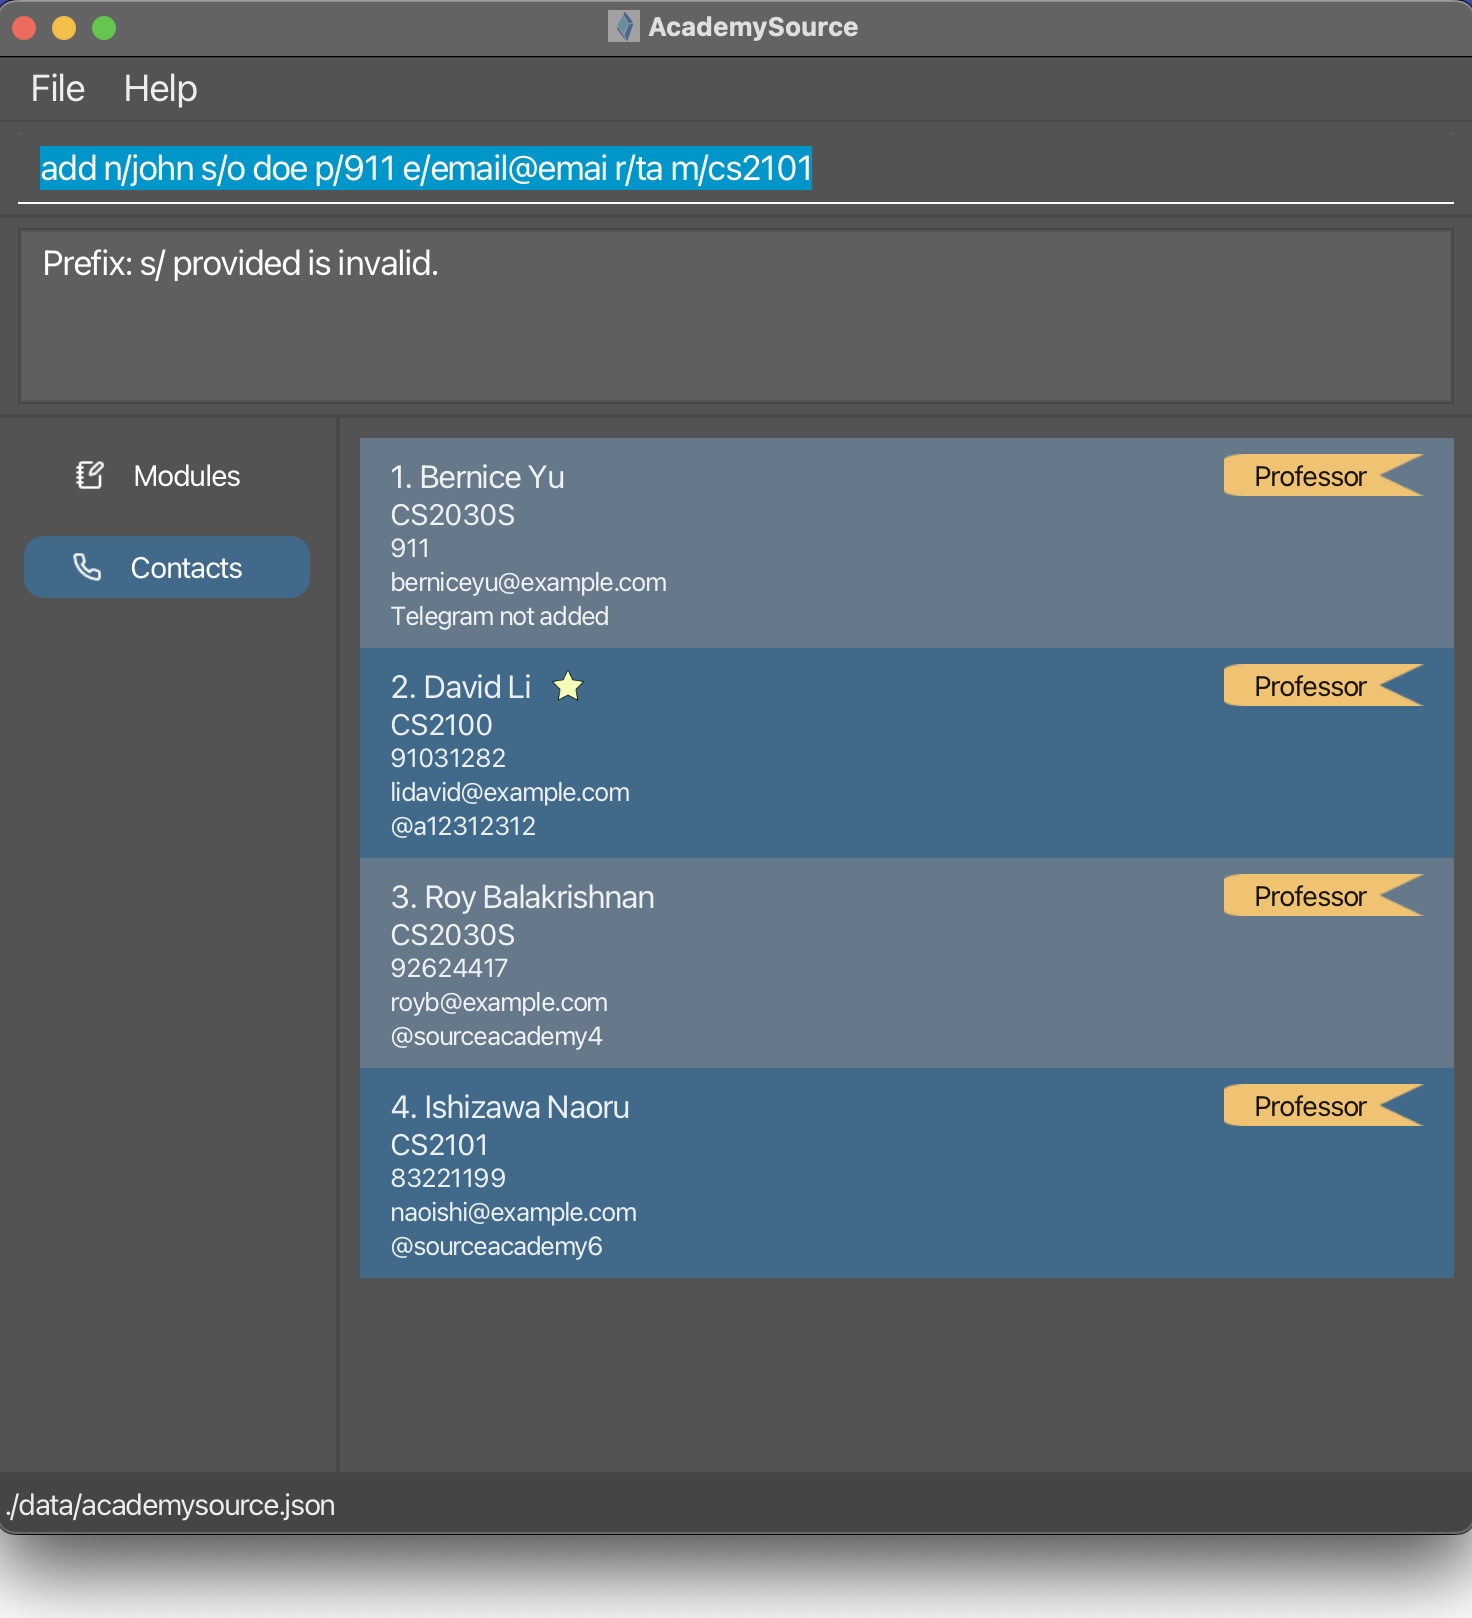 AcademySource
File Help
add n/john s/o doe p/911 e/email@emai r/ta m/cs2101
Prefix: s/ provided is invalid.
Modules
Contacts
1. Bernice Yu
Professor
CS2030S
911
berniceyu@example.com
Telegram not added
2. David Li
Professor
CS2100
91031282
lidavid@example.com
@a12312312
3. Roy Balakrishnan
Professor
CS2030S
92624417
royb@example.com
@sourceacademy4
4. Ishizawa Naoru
Professor
CS2101
83221199
naoishi@example.com
@sourceacademy6
./data/academysource.json